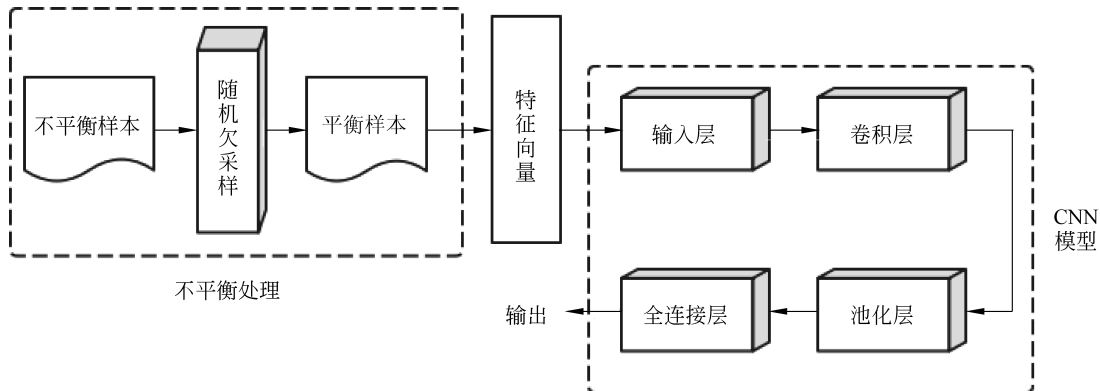 不平衡样本
随机欠采样
平衡样本
特征向量
输入层
卷积层
CNN
模型
不平衡处理
输出
全连接层
池化层